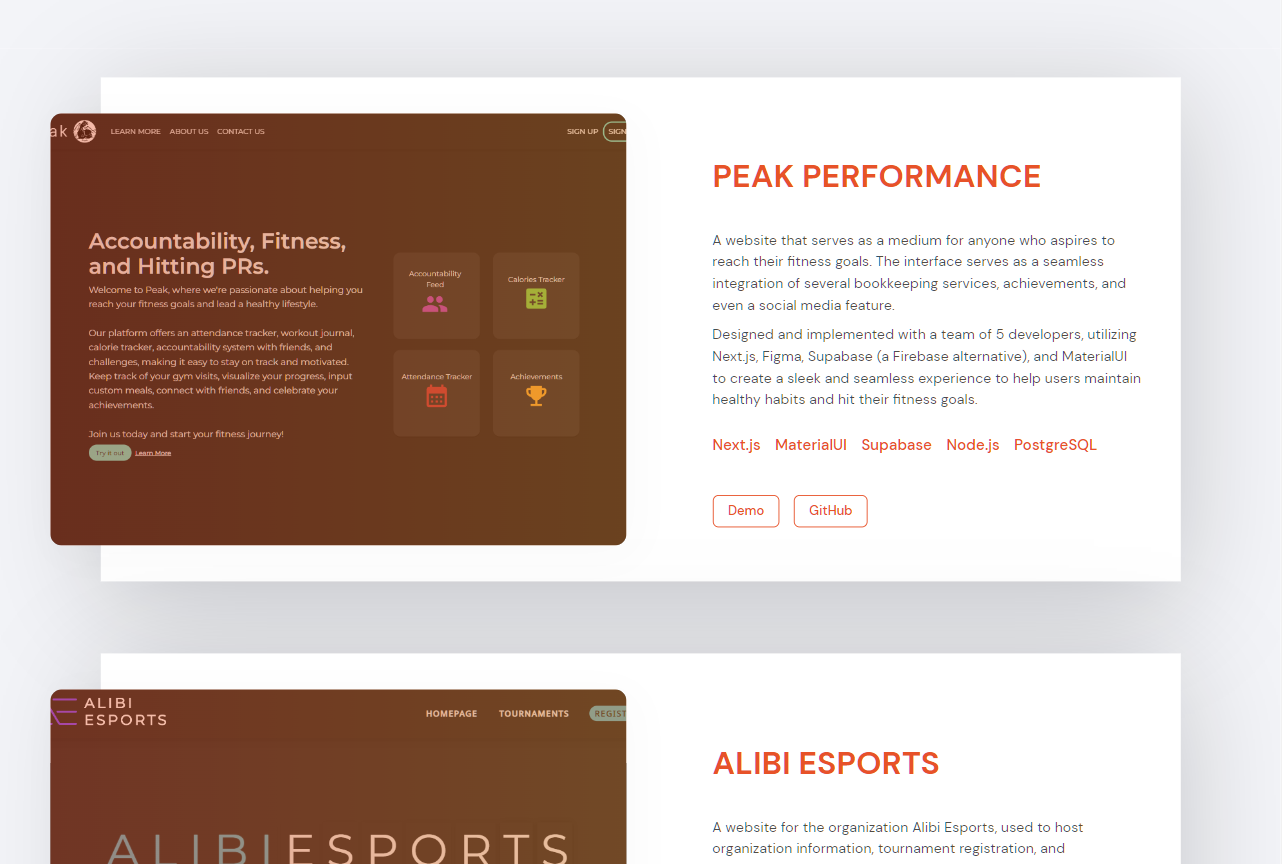 ak
LEARN MORE ABOUT US CONTACT US
SIGN UP SIGN
Accountability, Fitness,
and Hitting PRs.
Welcome to Peak, where we're passionate about helping you
reach your fitness goals and lead a healthy lifestyle.
Our platform offers an attendance tracker, workout journal,
calorie tracker, accountability system with friends, and
challenges, making it easy to stay on track and motivated.
Keep track of your gym visits, visualize your progress, input
custom meals, connect with friends, and celebrate your
achievements.
Join us today and start your fitness journey!
Try it out Learn More
Accountability
Feed
Calories Tracker
Attendance Tracker
Achievements
PEAK PERFORMANCE
A website that serves as a medium for anyone who aspires to
reach their fitness goals. The interface serves as a seamless
integration of several bookkeeping services, achievements, and
even a social media feature.
Designed and implemented with a team of 5 developers, utilizing
Next.js, Figma, Supabase (a Firebase alternative), and MaterialUI
to create a sleek and seamless experience to help users maintain
healthy habits and hit their fitness goals.
Next.js MaterialUI Supabase Node.js PostgreSQL
Demo GitHub
ALIBI
ESPORTS
HOMEPAGE TOURNAMENTS REGIST
ALIBIESPORTS
ALIBI ESPORTS
A website for the organization Alibi Esports, used to host
organization information, tournament registration, and